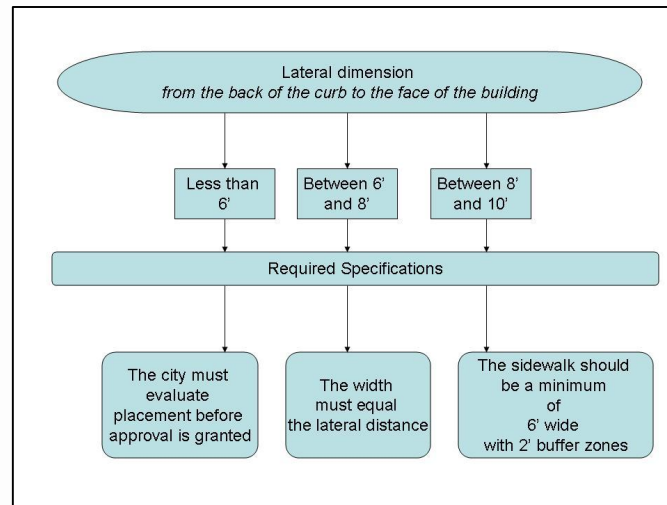 Lateral dimension
from the back of the curb to the face of the building
Less than
6’
Between 6’
and 8’
Between 8’
and 10’
Required Specifications
The city must
evaluate
placement before
approval is granted
The width
must equal
the lateral distance
The sidewalk should
be a minimum
of
6’ wide
with 2’ buffer zones